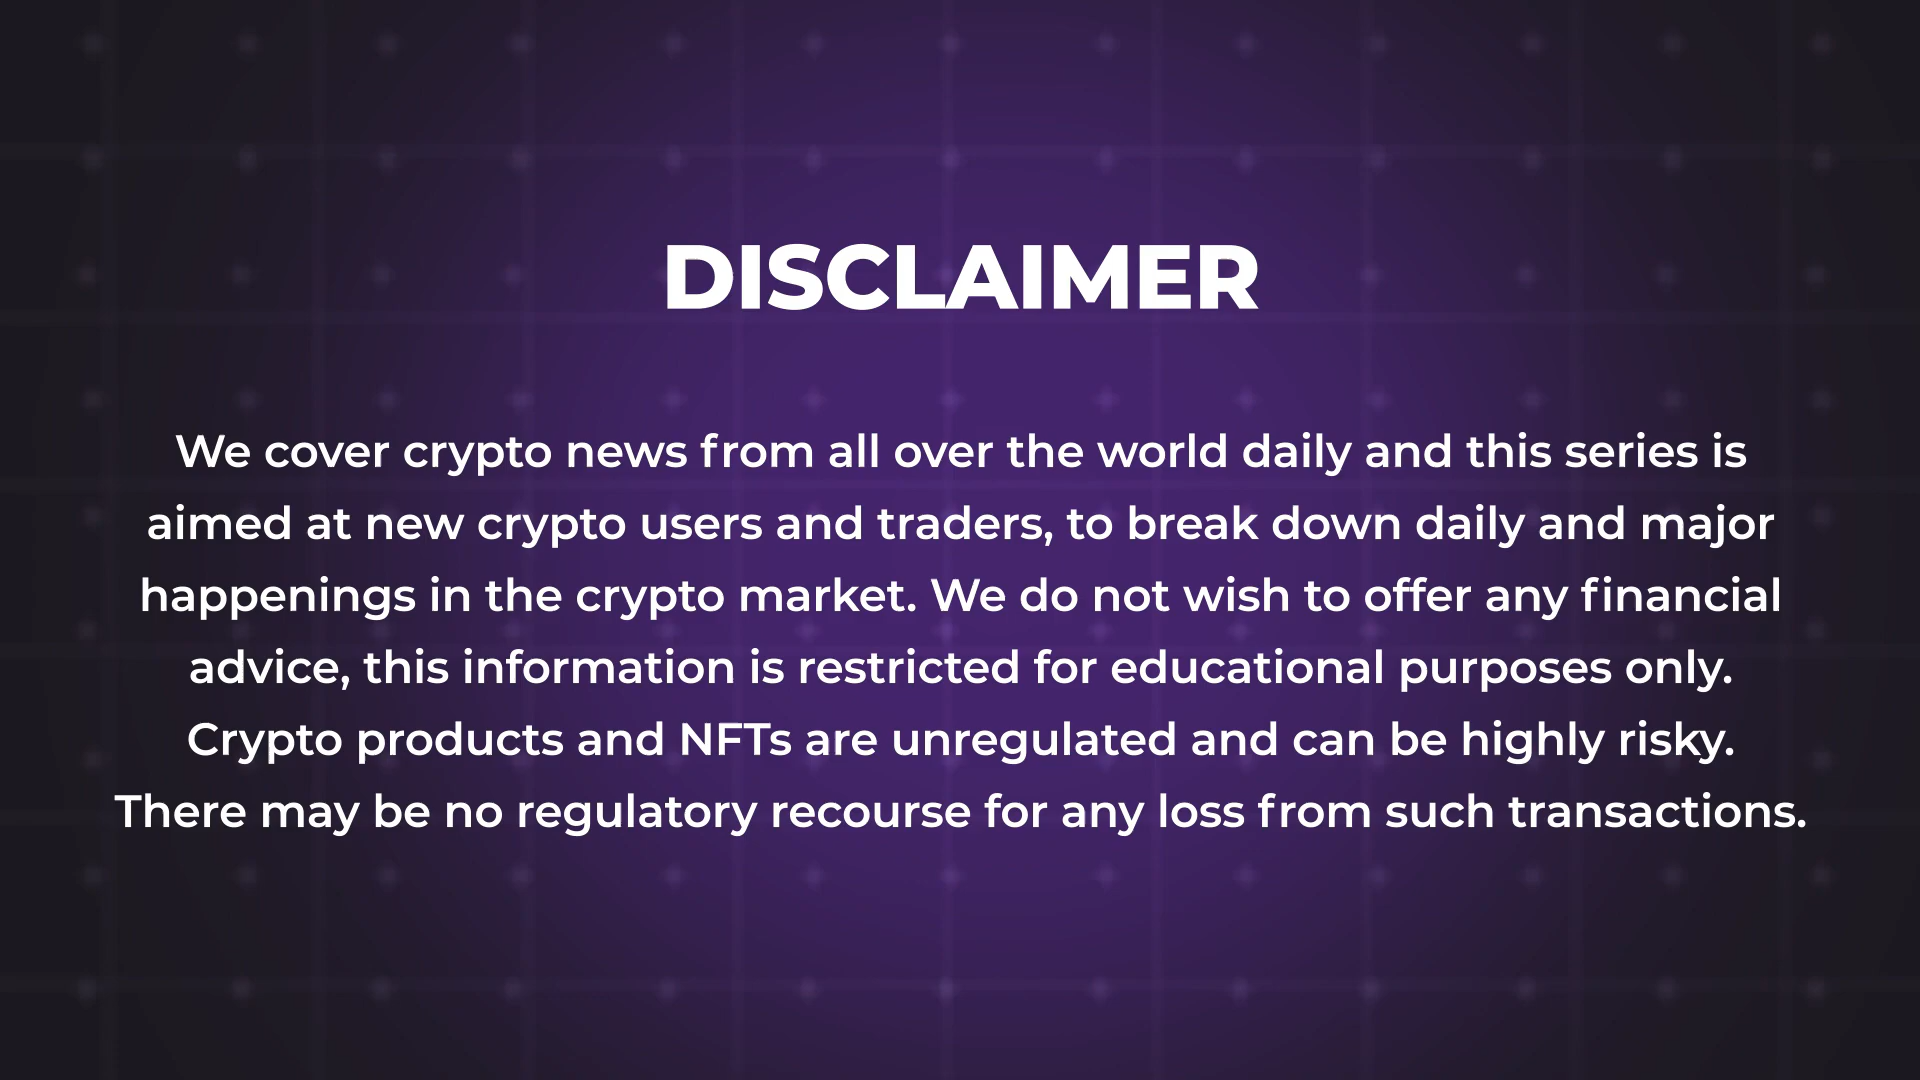 DISCLAIMER
We cover crypto news from all over the world daily and this series is
aimed at new crypto users and traders, to break down daily and major
happenings in the crypto market. We do not wish to offer any financial
advice, this information is restricted for educational purposes only.
Crypto products and NFTs are unregulated and can be highly risky.
There may be no regulatory recourse for any loss from such transactions.